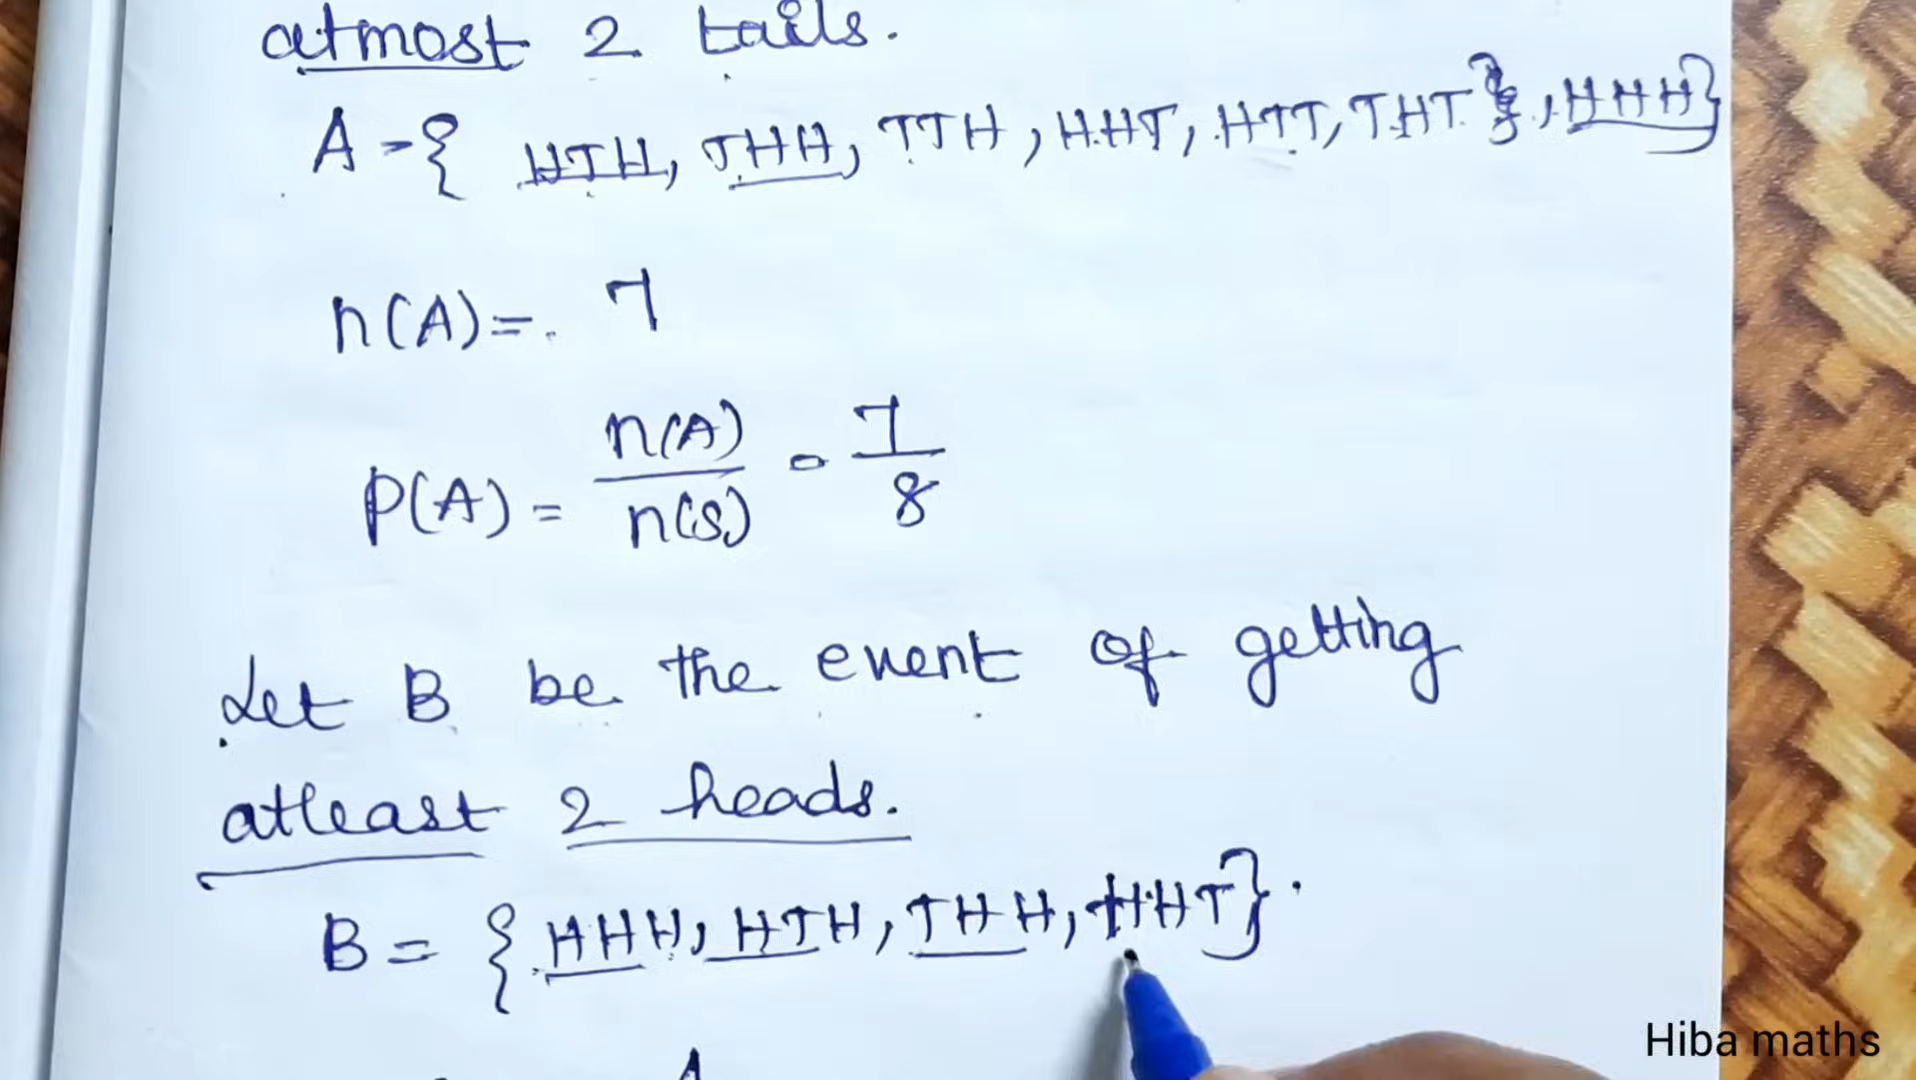 atmost 2 tails.
A = { HTH, THH, TTH, HHT, HTT, THT, HHH}
n(A) = 7
P(A) = n(A)/n(S) = 7/8
Let B be the event of getting
atleast 2 heads.
B = {HHH, HTH, THH, HHT}.
Hiba maths